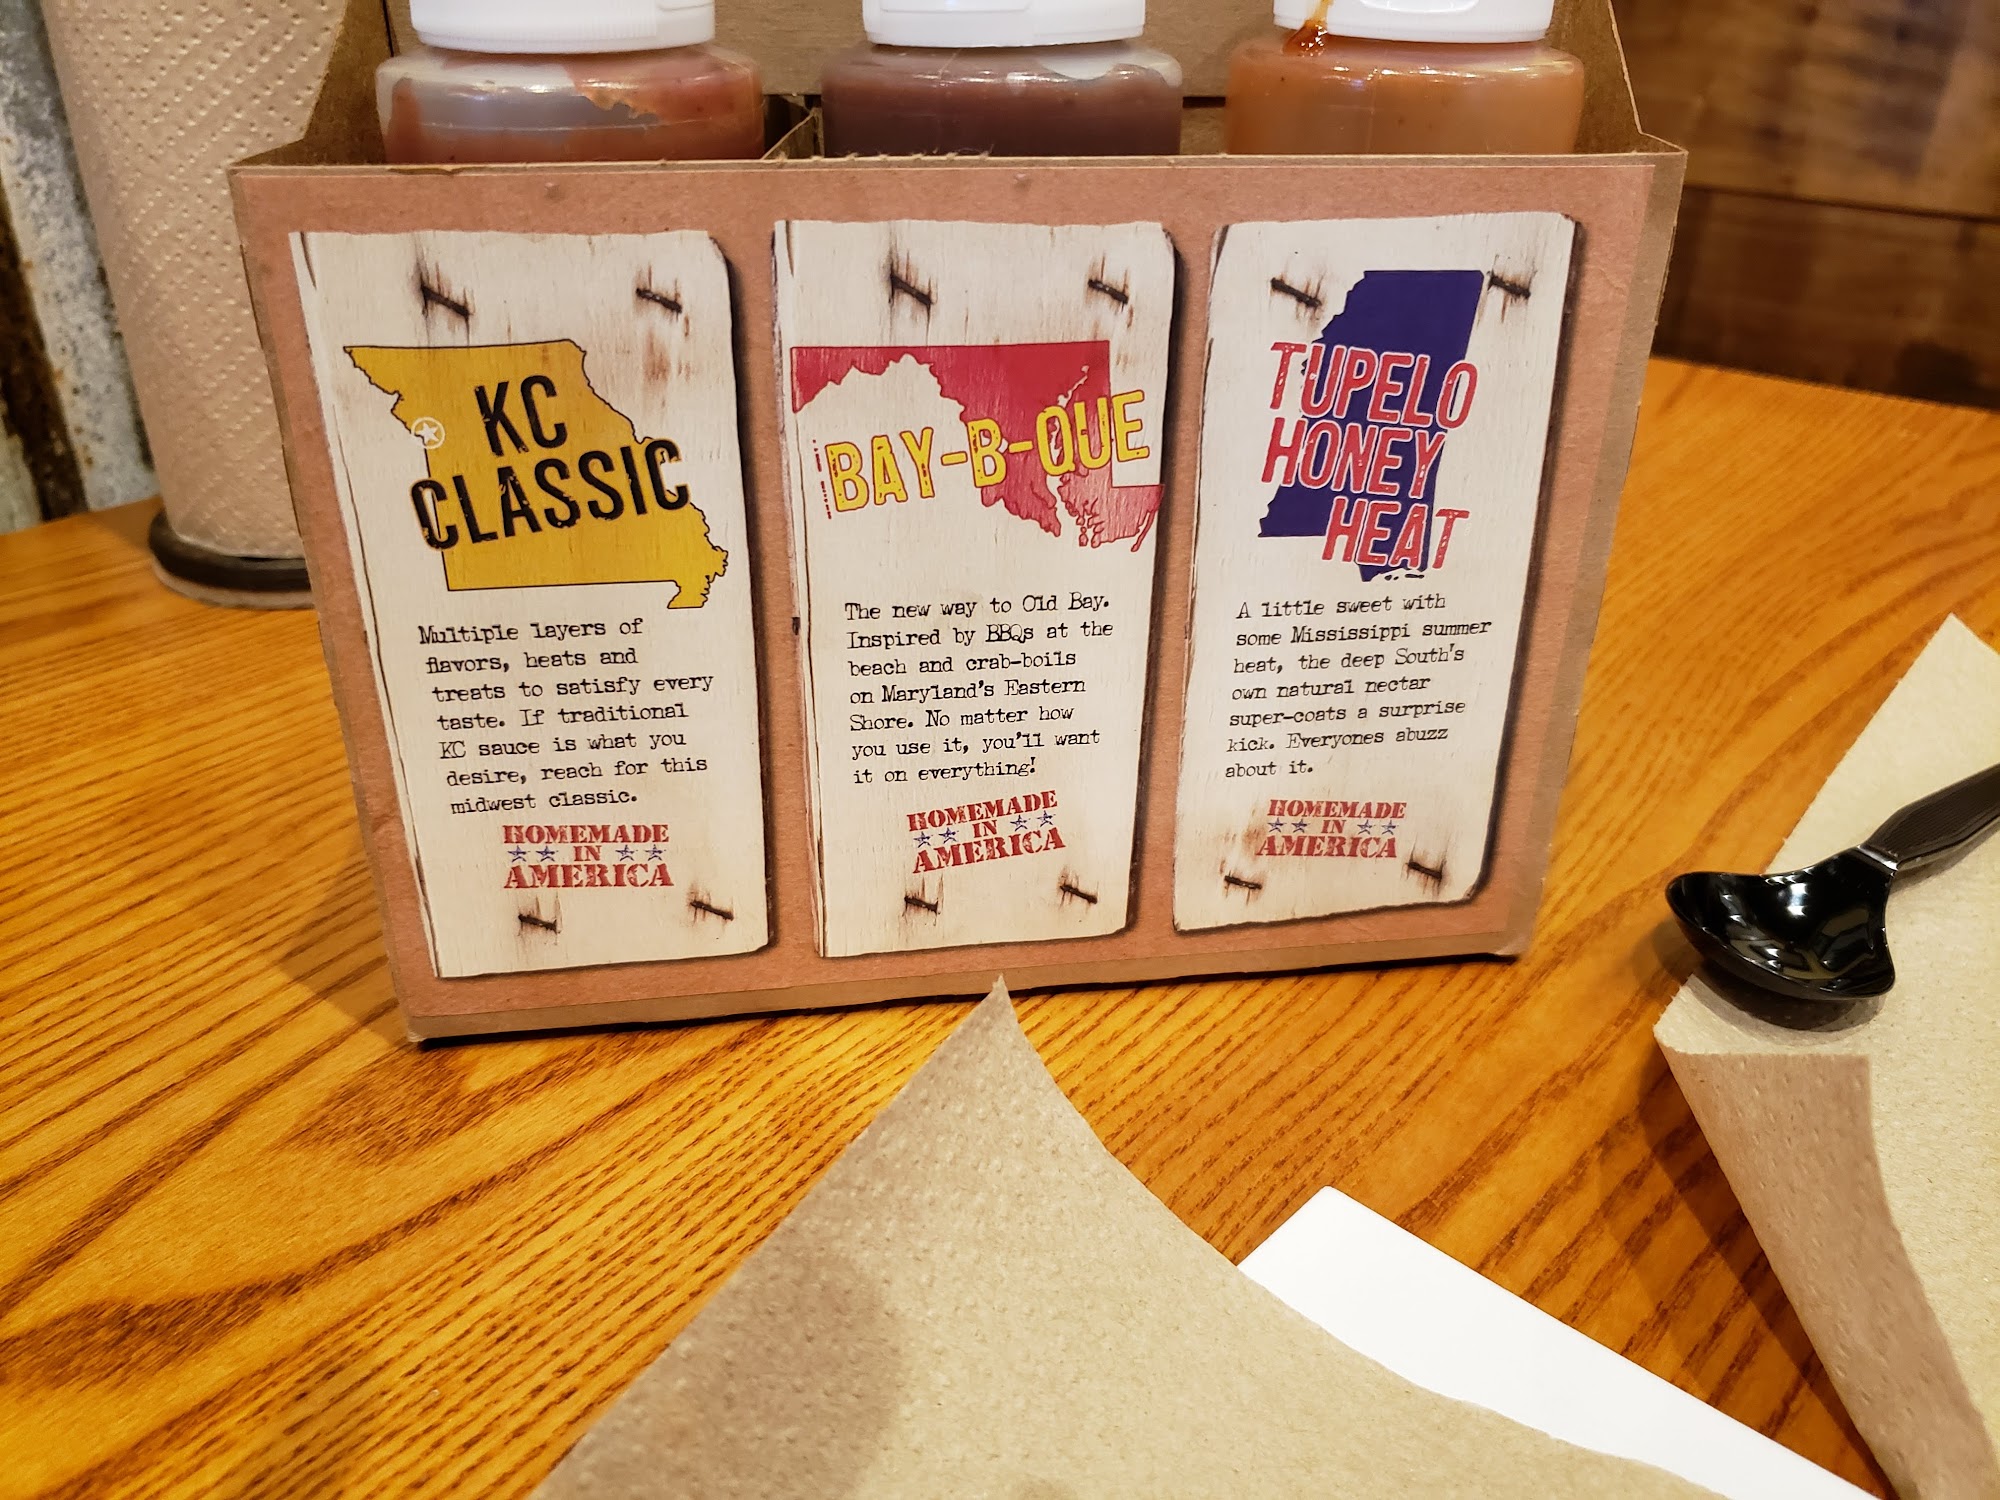 KC
CLASSIC
Multiple layers of
flavors, heats and
treats to satisfy every
taste. If traditional
KC sauce is what you
desire, reach for this
midwest classic.
HOMEMADE
IN
AMERICA
BAY-B-QUE
The new way to Old Bay.
Inspired by BBQs at the
beach and crab-boils
on Maryland's Eastern
Shore. No matter how
you use it, you'll want
it on everything!
HOMEMADE
IN
AMERICA
TUPELO
HONEY
HEAT
A little sweet with
some Mississippi summer
heat, the deep South's
own natural nectar
super-coats a surprise
kick. Everyones abuzz
about it.
HOMEMADE
IN
AMERICA